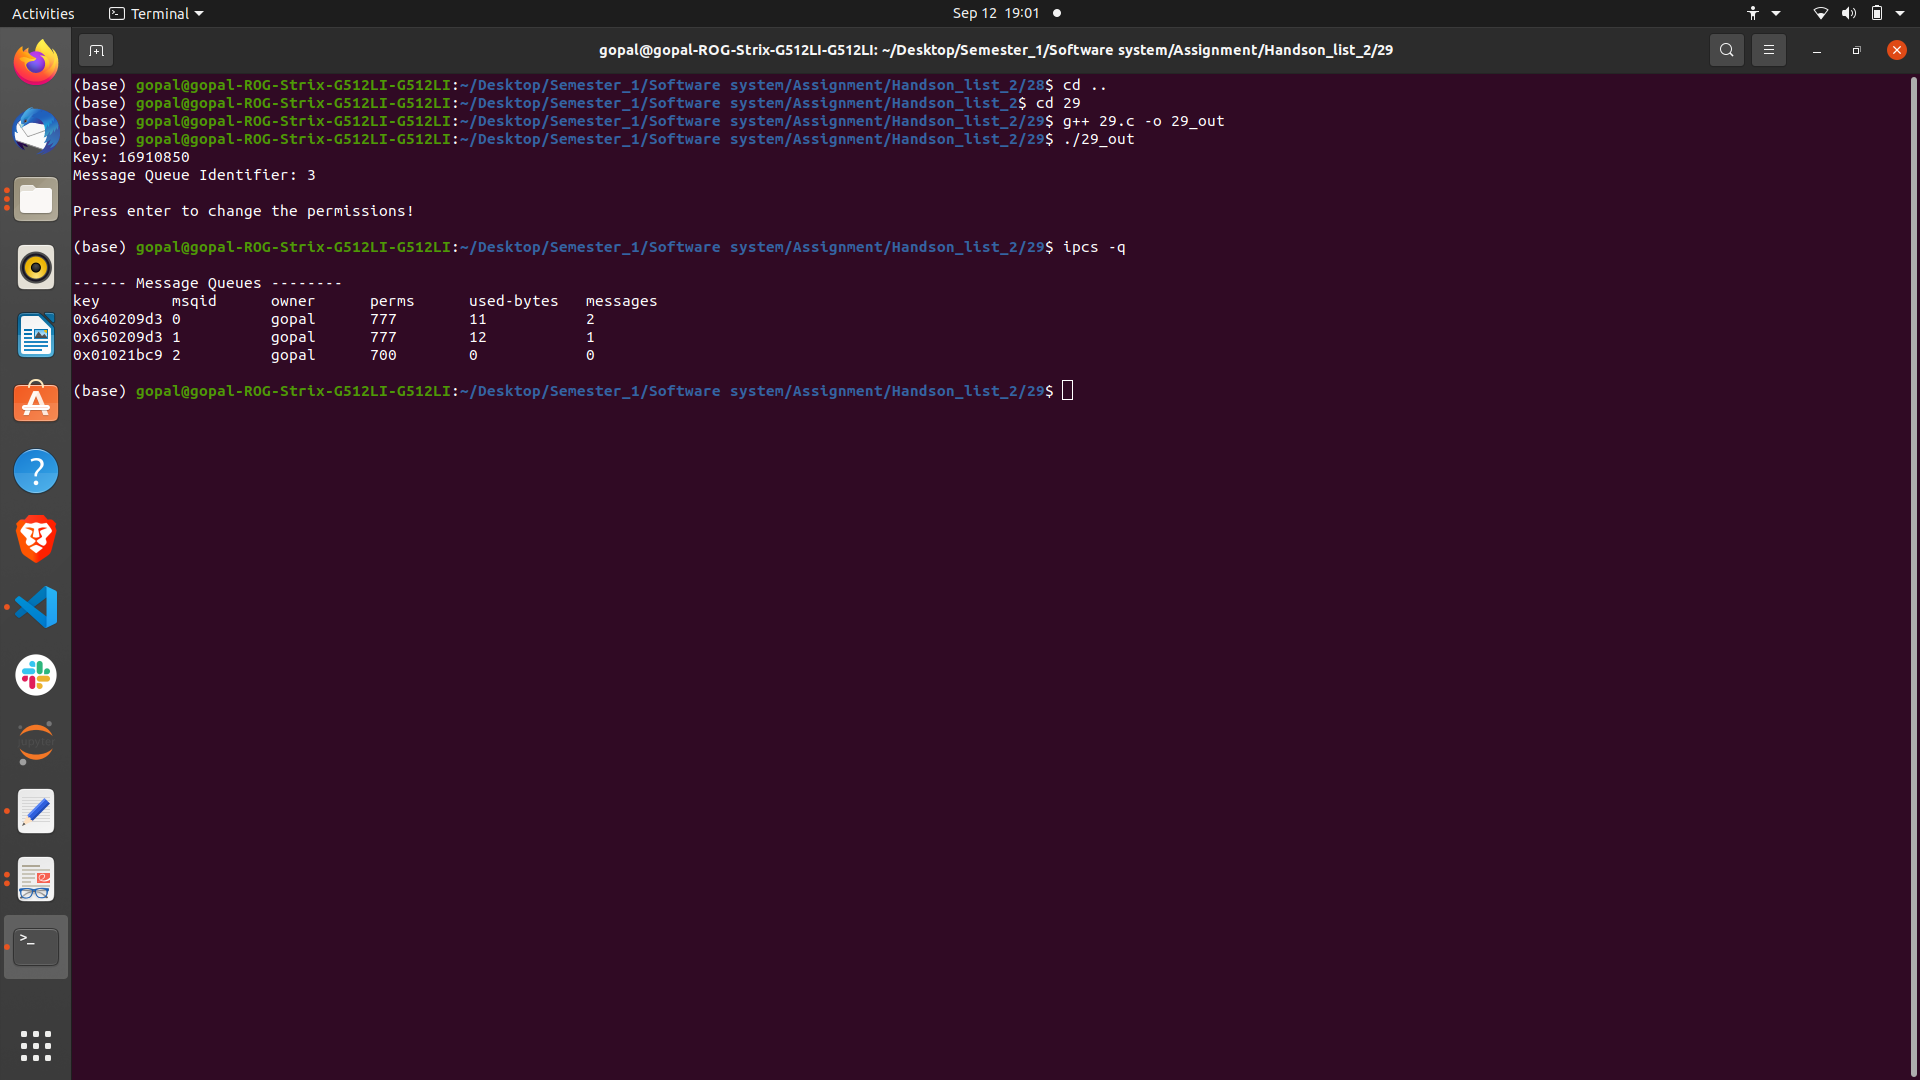 Activities Terminal Sep 12 19:01
gopal@gopal-ROG-Strix-G512LI-G512LI: ~/Desktop/Semester_1/Software system/Assignment/Handson_list_2/29
(base) gopal@gopal-ROG-Strix-G512LI-G512LI:~/Desktop/Semester_1/Software system/Assignment/Handson_list_2/28$ cd ..
(base) gopal@gopal-ROG-Strix-G512LI-G512LI:~/Desktop/Semester_1/Software system/Assignment/Handson_list_2$ cd 29
(base) gopal@gopal-ROG-Strix-G512LI-G512LI:~/Desktop/Semester_1/Software system/Assignment/Handson_list_2/29$ g++ 29.c -o 29_out
(base) gopal@gopal-ROG-Strix-G512LI-G512LI:~/Desktop/Semester_1/Software system/Assignment/Handson_list_2/29$ ./29_out
Key: 16910850
Message Queue Identifier: 3
Press enter to change the permissions!
(base) gopal@gopal-ROG-Strix-G512LI-G512LI:~/Desktop/Semester_1/Software system/Assignment/Handson_list_2/29$ ipcs -q
------ Message Queues --------
key        msqid      owner      perms      used-bytes   messages
0x640209d3 0          gopal      777        11           2
0x650209d3 1          gopal      777        12           1
0x01021bc9 2          gopal      700        0            0
(base) gopal@gopal-ROG-Strix-G512LI-G512LI:~/Desktop/Semester_1/Software system/Assignment/Handson_list_2/29$